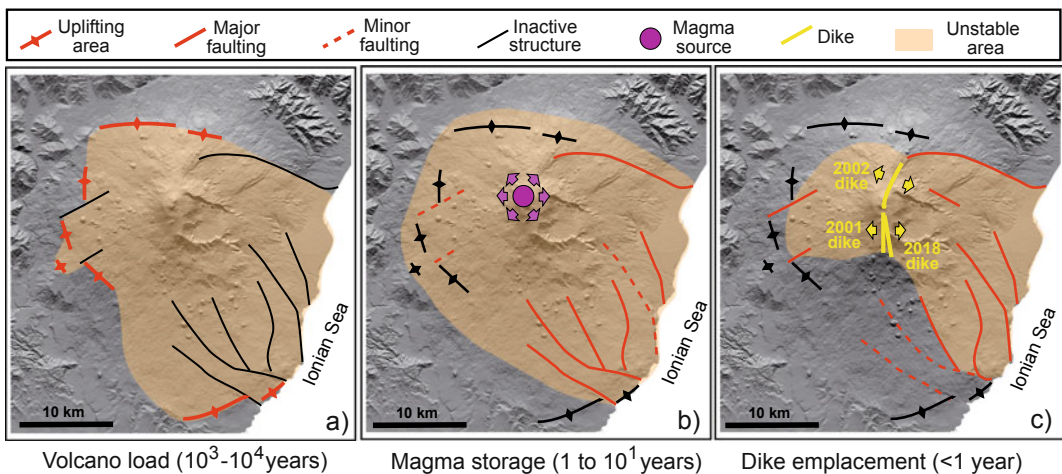 Uplifting area
Major faulting
Minor faulting
Inactive structure
Magma source
Dike
Unstable area
Ionian Sea
10 km
a)
Ionian Sea
10 km
b)
2002 dike
2001 dike
2018 dike
Ionian Sea
10 km
c)
Volcano load (10³-10⁴years)
Magma storage (1 to 10¹years)
Dike emplacement (<1 year)